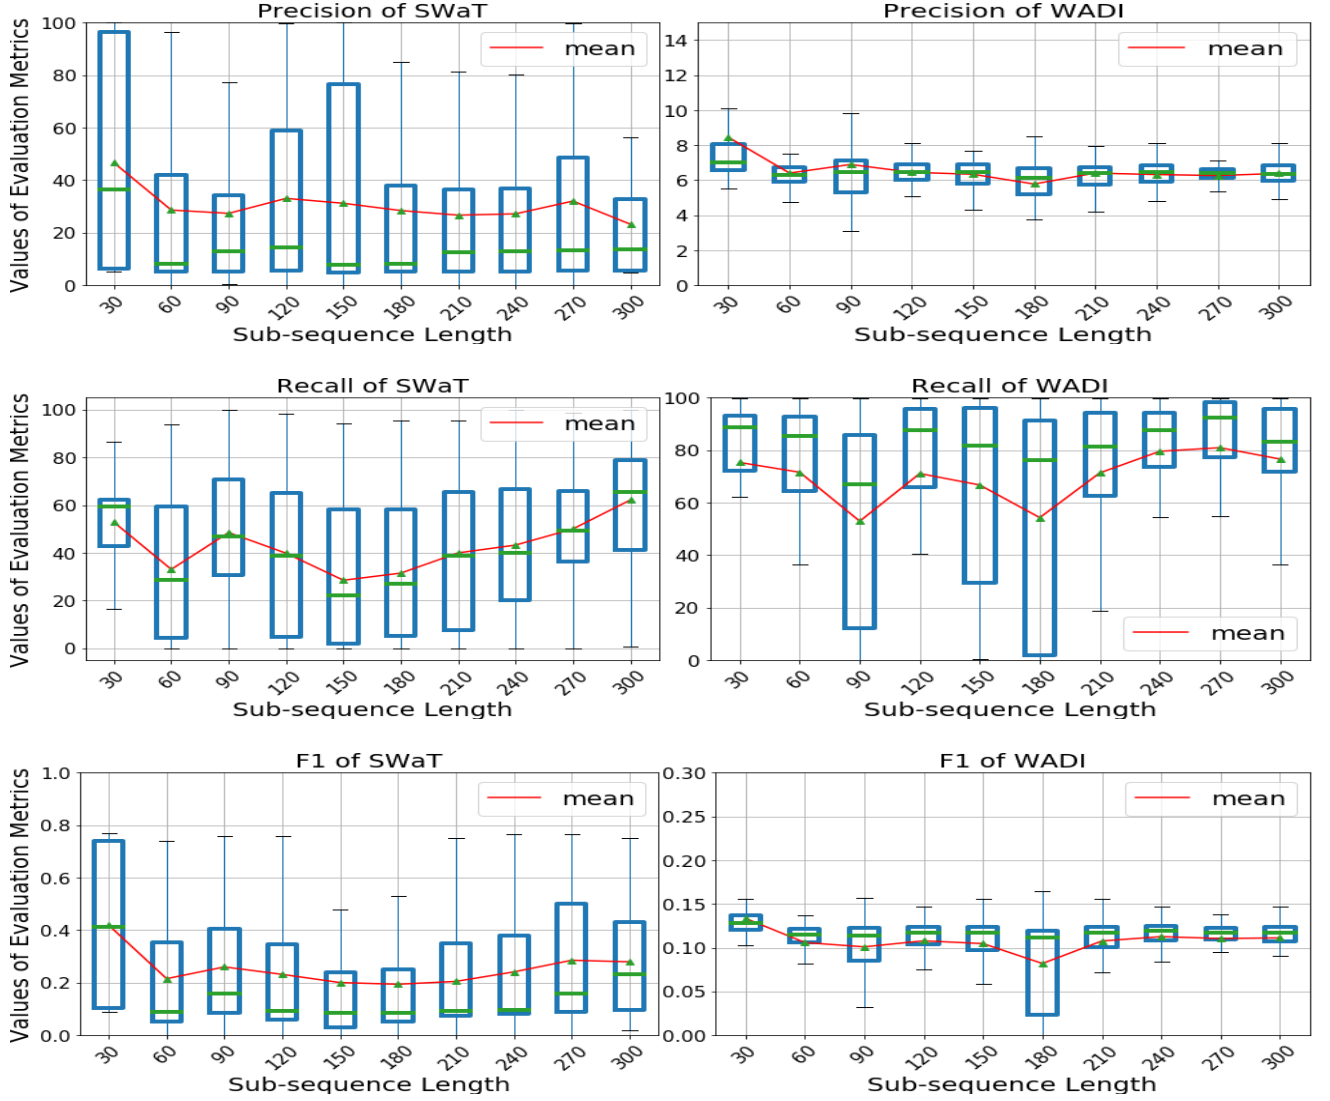 Precision of SWaT
Values of Evaluation Metrics
100
80
60
40
20
0
mean
30 60 90 120 150 180 210 240 270 300
Sub-sequence Length
Precision of WADI
14
12
10
8
6
4
2
0
mean
30 60 90 120 150 180 210 240 270 300
Sub-sequence Length
Recall of SWaT
Values of Evaluation Metrics
100
80
60
40
20
0
mean
30 60 90 120 150 180 210 240 270 300
Sub-sequence Length
Recall of WADI
100
80
60
40
20
0
mean
30 60 90 120 150 180 210 240 270 300
Sub-sequence Length
F1 of SWaT
Values of Evaluation Metrics
1.0
0.8
0.6
0.4
0.2
0.0
mean
30 60 90 120 150 180 210 240 270 300
Sub-sequence Length
F1 of WADI
0.30
0.25
0.20
0.15
0.10
0.05
0.00
mean
30 60 90 120 150 180 210 240 270 300
Sub-sequence Length